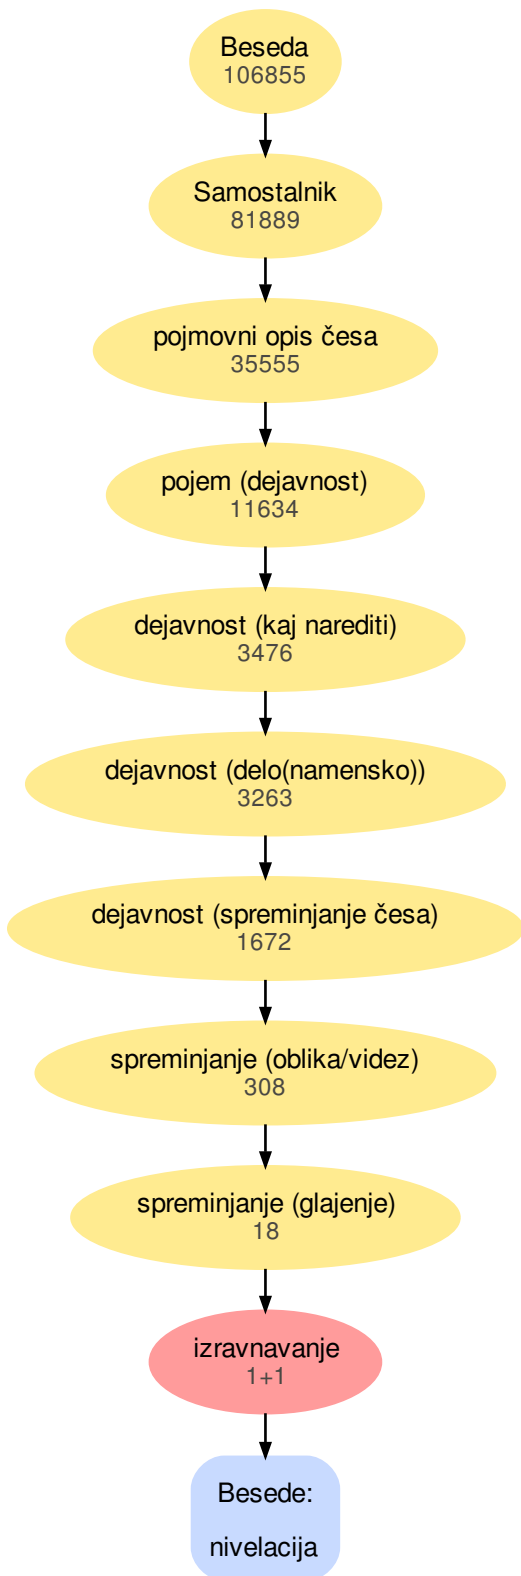 Beseda
106855
Samostalnik
81889
pojmovni opis česa
35555
pojem (dejavnost)
11634
dejavnost (kaj narediti)
3476
dejavnost (delo(namensko))
3263
dejavnost (spreminjanje česa)
1672
spreminjanje (oblika/videz)
308
spreminjanje (glajenje)
18
izravnavanje
1+1
Besede:
nivelacija